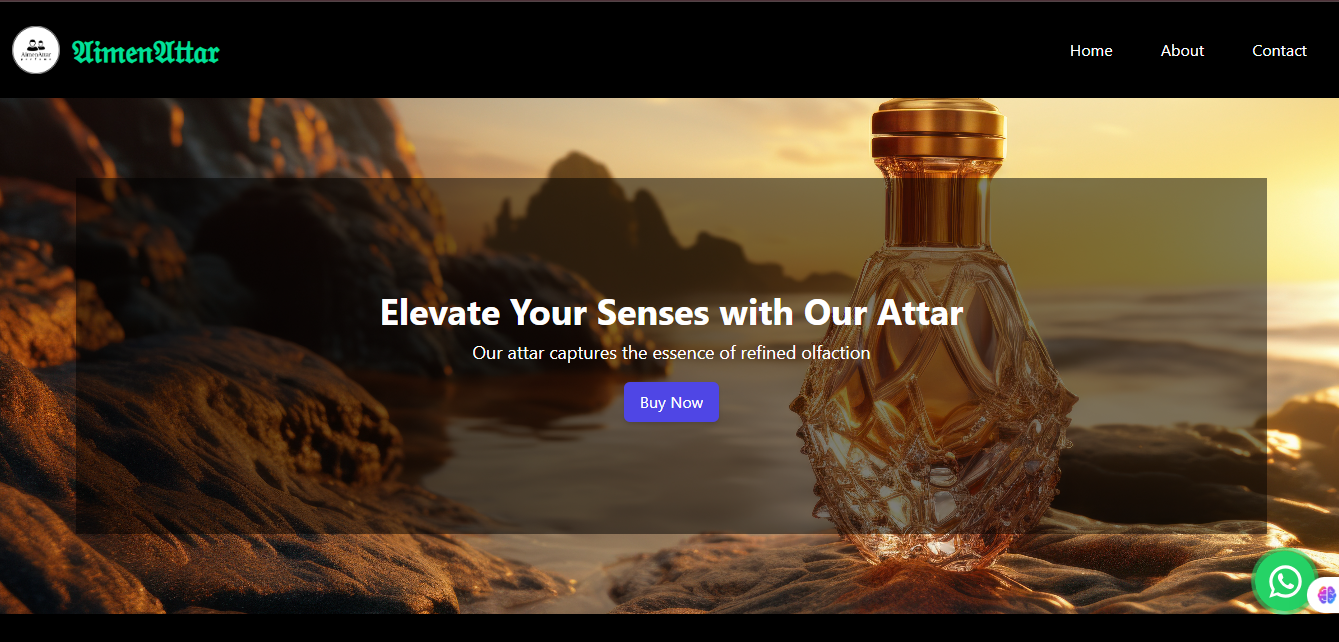 AimenAttar
AimenAttar
Home
About
Contact
Elevate Your Senses with Our Attar
Our attar captures the essence of refined olfaction
Buy Now